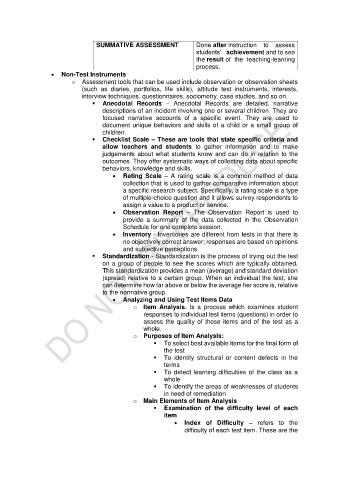 SUMMATIVE ASSESSMENT Done after instruction to assess
students' achievement and to see
the result of the teaching-learning
process.
• Non-Test Instruments
o Assessment tools that can be used include observation or observation sheets
(such as diaries, portfolios, life skills), attitude test instruments, interests,
interview techniques, questionnaires, sociometry, case studies, and so on.
▪ Anecdotal Records – Anecdotal Records are detailed, narrative
descriptions of an incident involving one or several children. They are
focused narrative accounts of a specific event. They are used to
document unique behaviors and skills of a child or a small group of
children.
▪ Checklist Scale – These are tools that state specific criteria and
allow teachers and students to gather information and to make
judgements about what students know and can do in relation to the
outcomes. They offer systematic ways of collecting data about specific
behaviors, knowledge and skills.
• Rating Scale – A rating scale is a common method of data
collection that is used to gather comparative information about
a specific research subject. Specifically, a rating scale is a type
of multiple-choice question and it allows survey respondents to
assign a value to a product or service.
• Observation Report – The Observation Report is used to
provide a summary of the data collected in the Observation
Schedule for one complete session.
• Inventory - Inventories are different from tests in that there is
no objectively correct answer; responses are based on opinions
and subjective perceptions.
▪ Standardization - Standardization is the process of trying out the test
on a group of people to see the scores which are typically obtained.
This standardization provides a mean (average) and standard deviation
(spread) relative to a certain group. When an individual the test, she
can determine how far above or below the average her score is, relative
to the normative group.
• Analyzing and Using Test Items Data
o Item Analysis. Is a process which examines student
responses to individual test items (questions) in order to
assess the quality of those items and of the test as a
whole.
o Purposes of Item Analysis:
▪ To select best available items for the final form of
the test
▪ To identify structural or content defects in the
terms
▪ To detect learning difficulties of the class as a
whole
▪ To identify the areas of weaknesses of students
in need of remediation
o Main Elements of Item Analysis
▪ Examination of the difficulty level of each
item
• Index of Difficulty – refers to the
difficulty of each test item. These are the